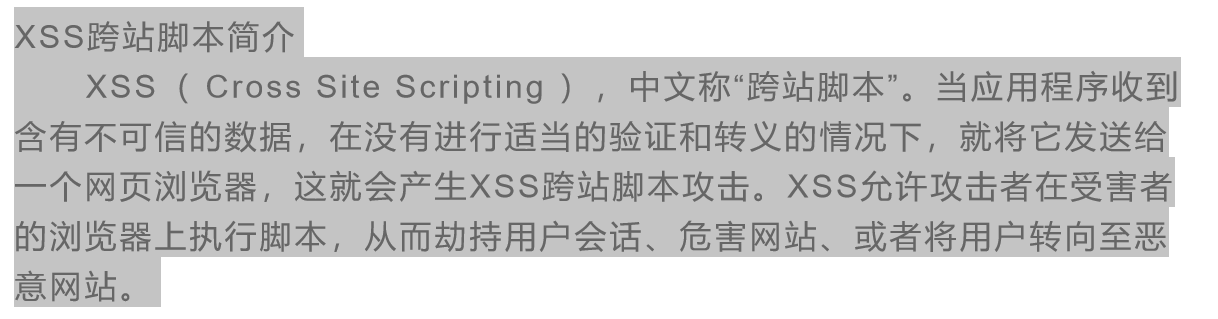 XSS跨站脚本简介
XSS（ Cross Site Scripting ），中文称“跨站脚本”。当应用程序收到
含有不可信的数据，在没有进行适当的验证和转义的情况下，就将它发送给
一个网页浏览器，这就会产生XSS跨站脚本攻击。XSS允许攻击者在受害者
的浏览器上执行脚本，从而劫持用户会话、危害网站、或者将用户转向至恶
意网站。